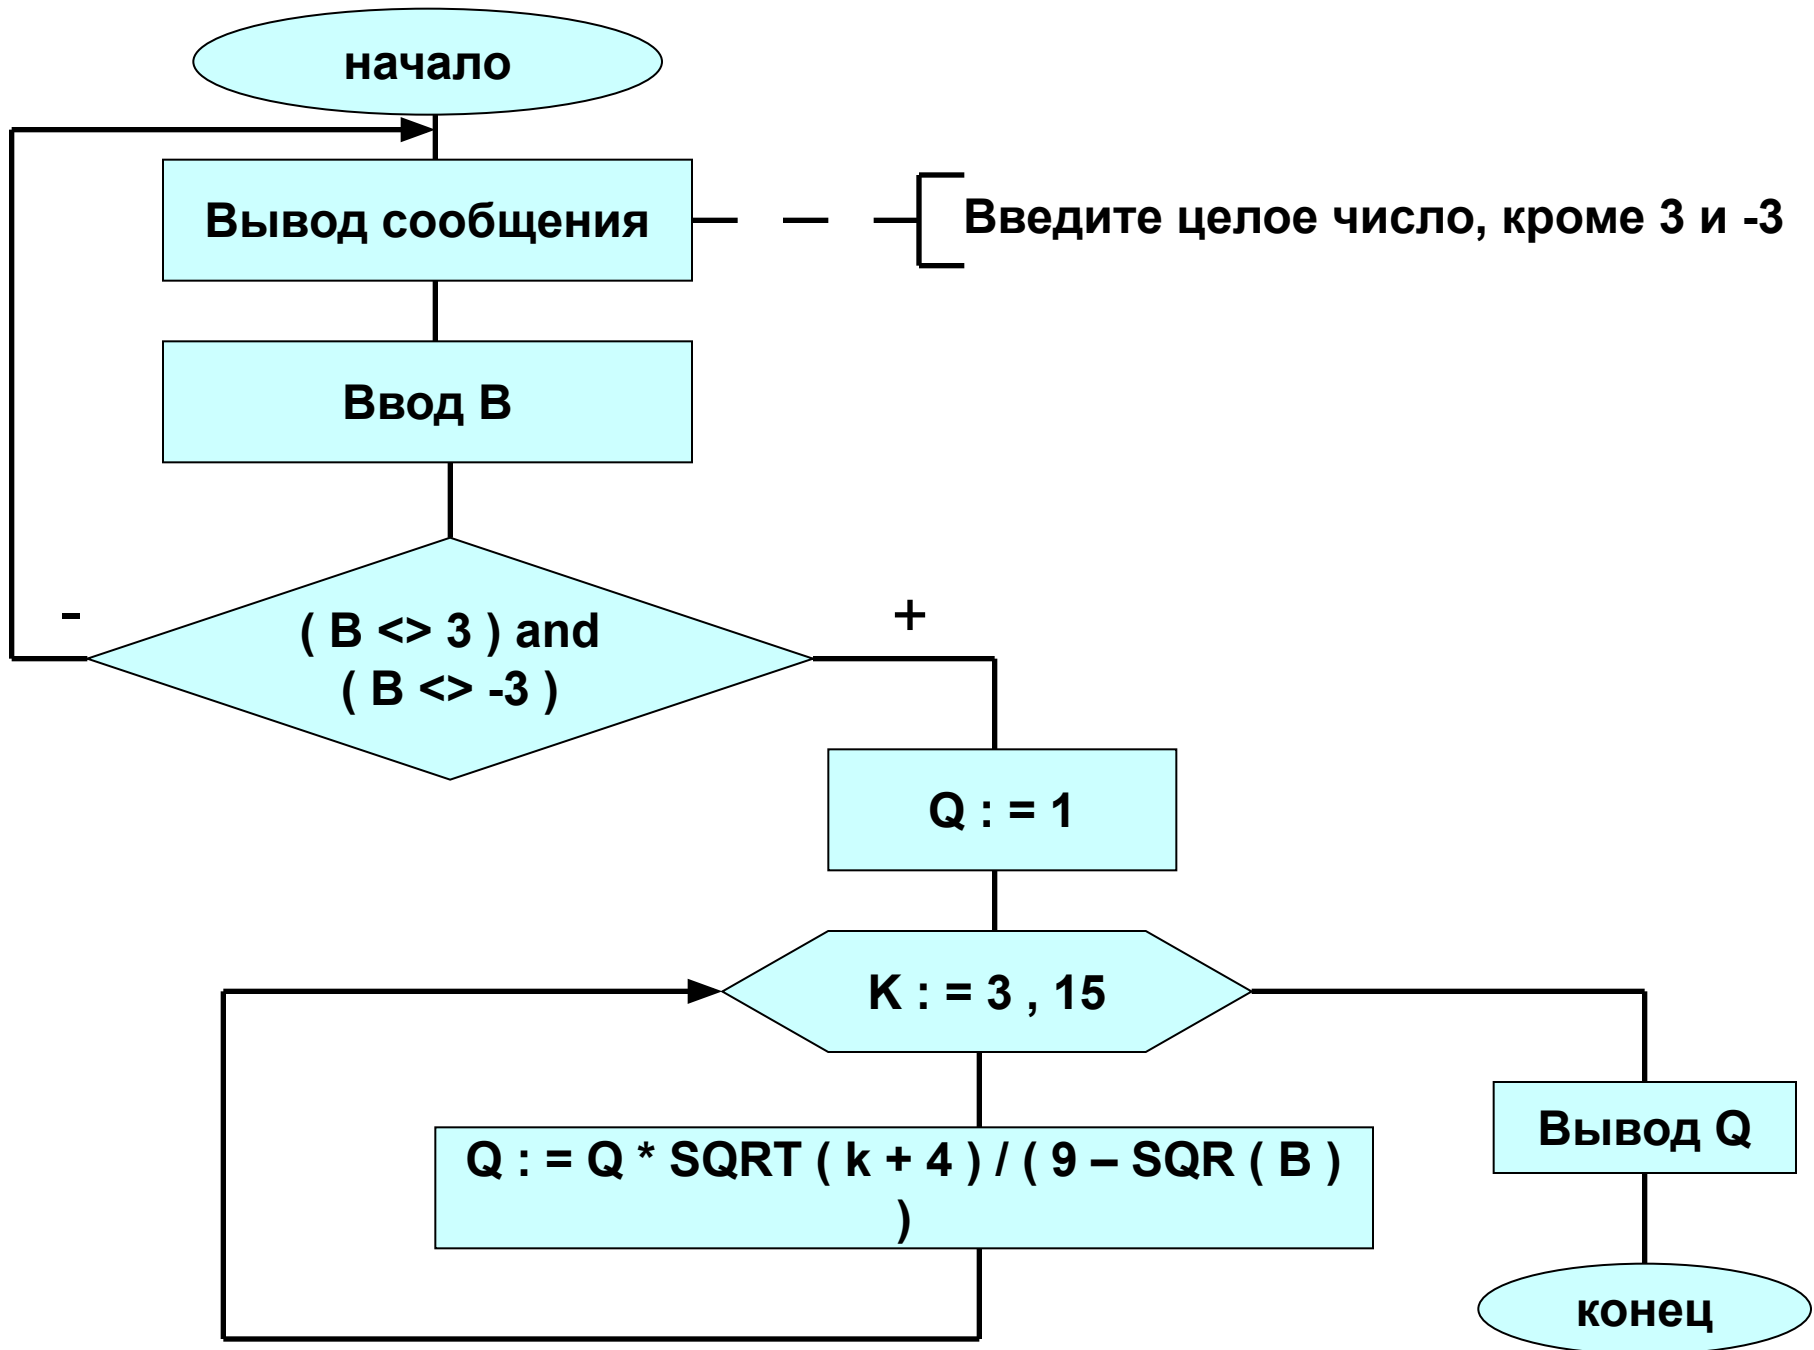 начало
Вывод сообщения
Введите целое число, кроме 3 и -3
Ввод В
-
+
( B <> 3 ) and
( B <> -3 )
Q : = 1
K : = 3 , 15
Q : = Q * SQRT ( k + 4 ) / ( 9 – SQR ( B )
)
Вывод Q
конец